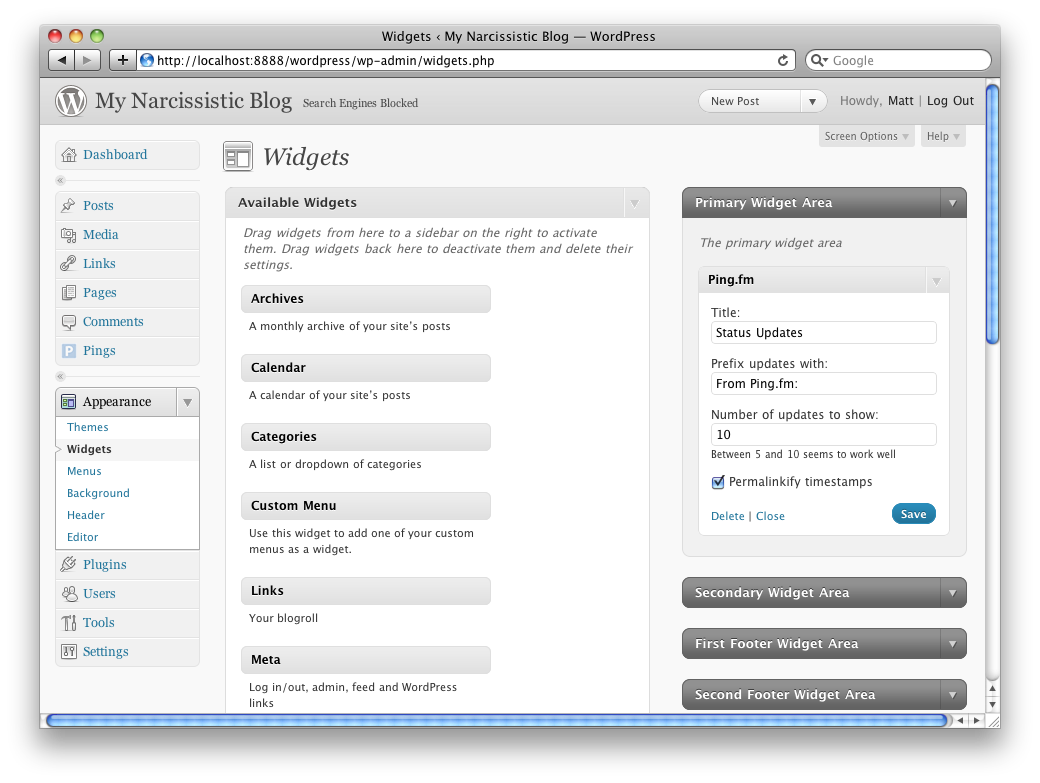 Widgets ‹ My Narcissistic Blog — WordPress
http://localhost:8888/wordpress/wp-admin/widgets.php
Google
My Narcissistic Blog Search Engines Blocked
New Post
Howdy, Matt | Log Out
Screen Options
Help
Dashboard
Posts
Media
Links
Pages
Comments
Pings
Appearance
Themes
Widgets
Menus
Background
Header
Editor
Plugins
Users
Tools
Settings
Widgets
Available Widgets
Drag widgets from here to a sidebar on the right to activate
them. Drag widgets back here to deactivate them and delete their
settings.
Archives
A monthly archive of your site’s posts
Calendar
A calendar of your site’s posts
Categories
A list or dropdown of categories
Custom Menu
Use this widget to add one of your custom
menus as a widget.
Links
Your blogroll
Meta
Log in/out, admin, feed and WordPress
links
Primary Widget Area
The primary widget area
Ping.fm
Title:
Status Updates
Prefix updates with:
From Ping.fm:
Number of updates to show:
10
Between 5 and 10 seems to work well
Permalinkify timestamps
Delete | Close
Save
Secondary Widget Area
First Footer Widget Area
Second Footer Widget Area